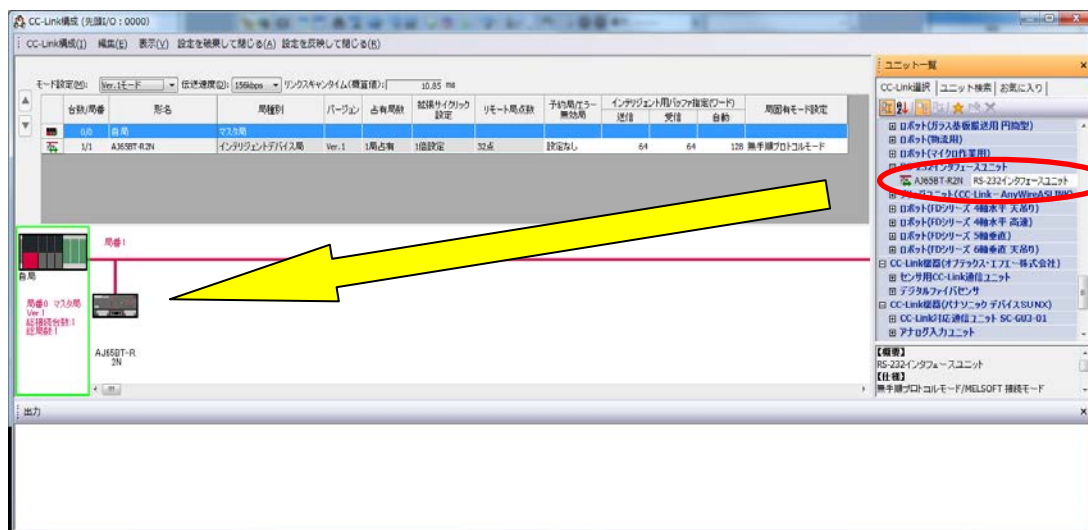 CC-Link構成 (先頭I/O : 0000)
CC-Link構成(I) 編集(E) 表示(V) 設定を破棄して閉じる(A) 設定を反映して閉じる(R)
モード設定(M): Ver.1モード 伝送速度(D): 156kbps リンクスキャンタイム(概算値): 10.85 ms
台数/局番 形名 局種別 バージョン 占有局数 拡張サイクリック設定 リモート局点数 予約局/エラー無効局 インテリジェント用バッファ指定(ワード) 送信 受信 自動 局固有モード設定
0/0 自局 マスタ局
1/1 AJ65BT-R2N インテリジェントデバイス局 Ver.1 1局占有 1倍設定 32点 設定なし 64 64 128 無手順プロトコルモード
局番1
自局
局番0 マスタ局
Ver.1
総接続台数:1
総局数:1
AJ65BT-R
2N
出力
ユニット一覧
CC-Link選択 ユニット検索 お気に入り
ロボット(ガラス基板搬送用 円筒型)
ロボット(物流用)
ロボット(マイクロ作業用)
RS-232インタフェースユニット
AJ65BT-R2N RS-232インタフェースユニット
ブリッジユニット(CC-Link－AnyWireASLINK)
ロボット(FDシリーズ 4軸水平 天吊り)
ロボット(FDシリーズ 4軸水平 高速)
ロボット(FDシリーズ 5軸垂直)
ロボット(FDシリーズ 6軸垂直 天吊り)
CC-Link機器(オプテックス・エフエー株式会社)
センサ用CC-Link通信ユニット
デジタルファイバセンサ
CC-Link機器(パナソニック デバイスSUNX)
CC-Link対応通信ユニット SC-GU3-01
アナログ入力ユニット
【概要】
RS-232インタフェースユニット
【仕様】
無手順プロトコルモード/MELSOFT 接続モード